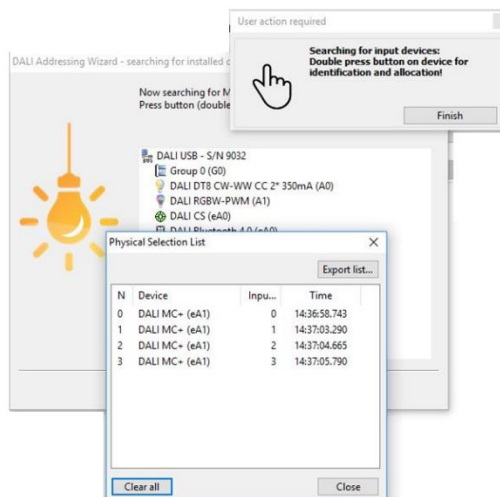 User action required
Searching for input devices:
Double press button on device for
identification and allocation!
Finish
DALI Addressing Wizard - searching for installed
Now searching for M
Press button (double
DALI USB - S/N 9032
Group 0 (G0)
DALI DT8 CW-WW CC 2* 350mA (A0)
DALI RGBW-PWM (A1)
DALI CS (eA0)
DALI Bluetooth 4.0 (eA0)
Physical Selection List
Export list...
N Device Inpu... Time
0 DALI MC+ (eA1) 0 14:36:58.743
1 DALI MC+ (eA1) 1 14:37:03.290
2 DALI MC+ (eA1) 2 14:37:04.665
3 DALI MC+ (eA1) 3 14:37:05.790
Clear all
Close